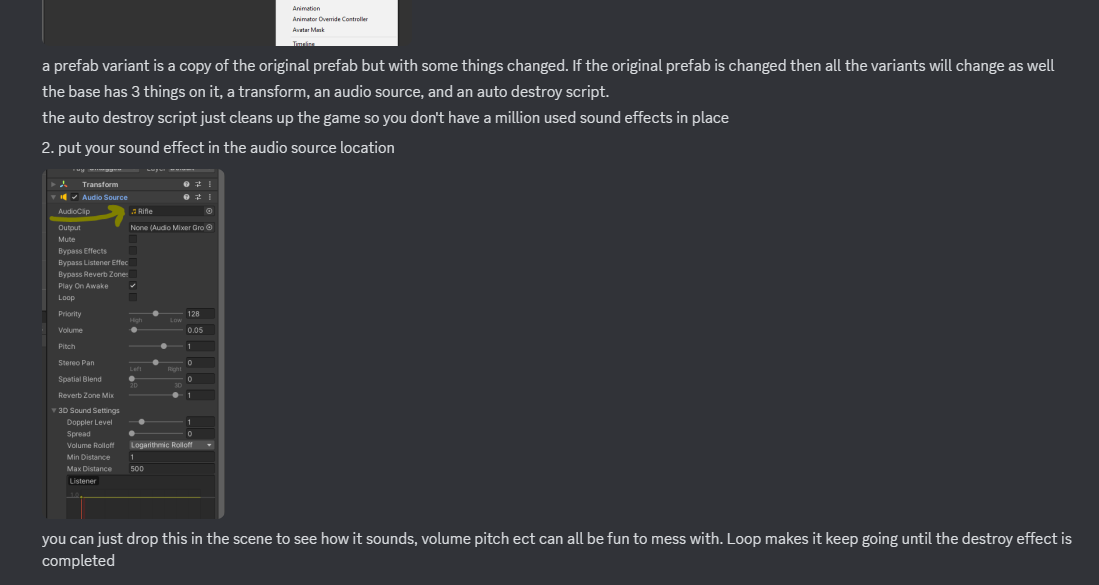 Animation
Animator Override Controller
Avatar Mask
Timeline
a prefab variant is a copy of the original prefab but with some things changed. If the original prefab is changed then all the variants will change as well
the base has 3 things on it, a transform, an audio source, and an auto destroy script.
the auto destroy script just cleans up the game so you don't have a million used sound effects in place
2. put your sound effect in the audio source location
Transform
Audio Source
AudioClip Rifle
Output None (Audio Mixer Gro
Mute
Bypass Effects
Bypass Listener Effec
Bypass Reverb Zones
Play On Awake
Loop
Priority 128
High Low
Volume 0.05
Pitch 1
Stereo Pan 0
Left Right
Spatial Blend 0
2D 3D
Reverb Zone Mix 1
3D Sound Settings
Doppler Level 1
Spread 0
Volume Rolloff Logarithmic Rolloff
Min Distance 1
Max Distance 500
Listener
1.0
you can just drop this in the scene to see how it sounds, volume pitch ect can all be fun to mess with. Loop makes it keep going until the destroy effect is
completed